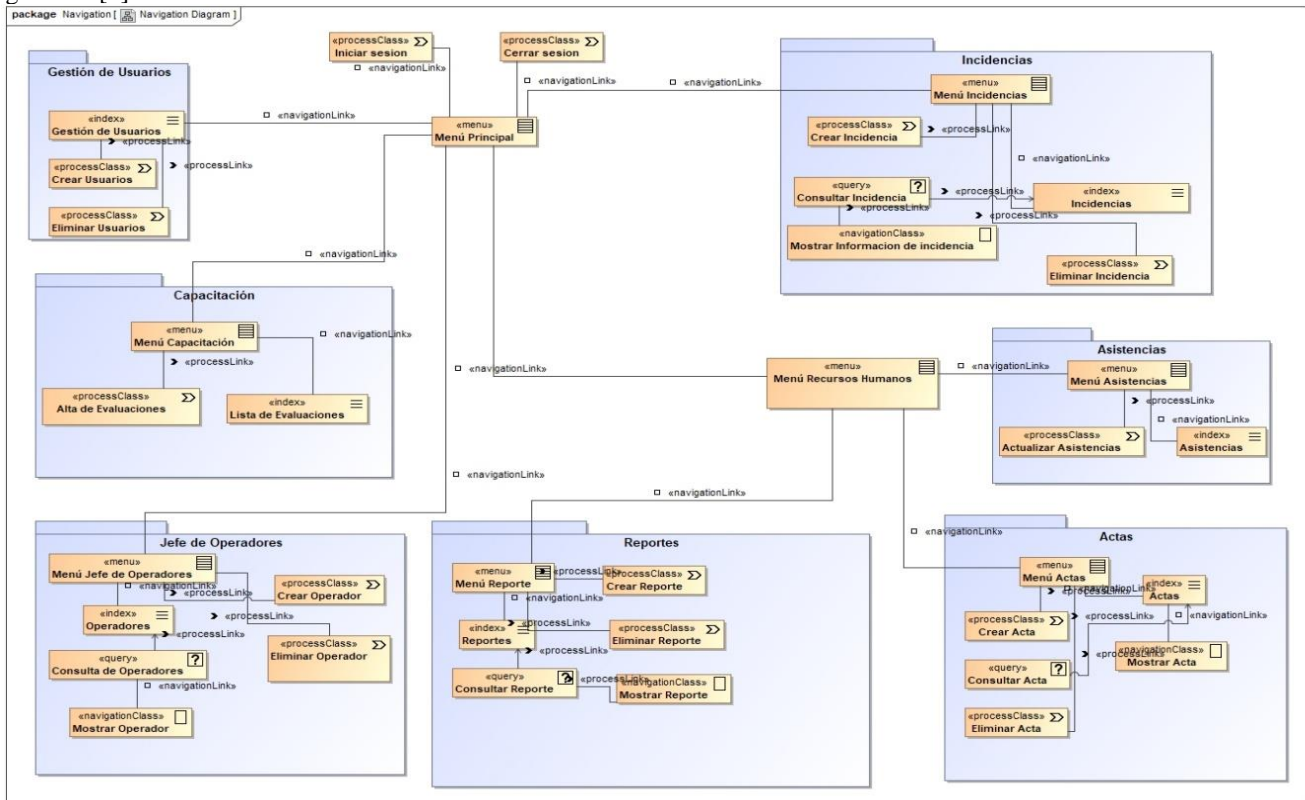 package Navigation [ Navigation Diagram ]
«processClass»
Iniciar sesion
«processClass»
Cerrar sesion
«navigationLink»
«navigationLink»
«navigationLink»
«navigationLink»
«menu»
Menú Principal
Gestión de Usuarios
«index»
Gestión de Usuarios
«processLink»
«processClass»
Crear Usuarios
«processLink»
«processClass»
Eliminar Usuarios
Incidencias
«menu»
Menú Incidencias
«processClass»
Crear Incidencia
«processLink»
«navigationLink»
«query»
Consultar Incidencia
«processLink»
«index»
Incidencias
«processLink»
«processLink»
«navigationClass»
Mostrar Informacion de incidencia
«processClass»
Eliminar Incidencia
«navigationLink»
Capacitación
«menu»
Menú Capacitación
«navigationLink»
«processLink»
«processClass»
Alta de Evaluaciones
«index»
Lista de Evaluaciones
«navigationLink»
«menu»
Menú Recursos Humanos
«navigationLink»
Asistencias
«menu»
Menú Asistencias
«processLink»
«navigationLink»
«processClass»
Actualizar Asistencias
«index»
Asistencias
«navigationLink»
«navigationLink»
«navigationLink»
Jefe de Operadores
«menu»
Menú Jefe de Operadores
«navigationLink»
«processLink»
«processClass»
Crear Operador
«index»
Operadores
«processLink»
«processLink»
«processClass»
Eliminar Operador
«query»
Consulta de Operadores
«navigationLink»
«navigationClass»
Mostrar Operador
Reportes
«menu»
Menú Reporte
«processLink»
«processClass»
Crear Reporte
«navigationLink»
«index»
Reportes
«processLink»
«processClass»
Eliminar Reporte
«processLink»
«query»
Consultar Reporte
«processLink»
«navigationClass»
Mostrar Reporte
Actas
«menu»
Menú Actas
«index»
Actas
«navigationLink»
«processLink»
«processClass»
Crear Acta
«navigationLink»
«processLink»
«navigationClass»
Mostrar Acta
«query»
Consultar Acta
«processClass»
Eliminar Acta